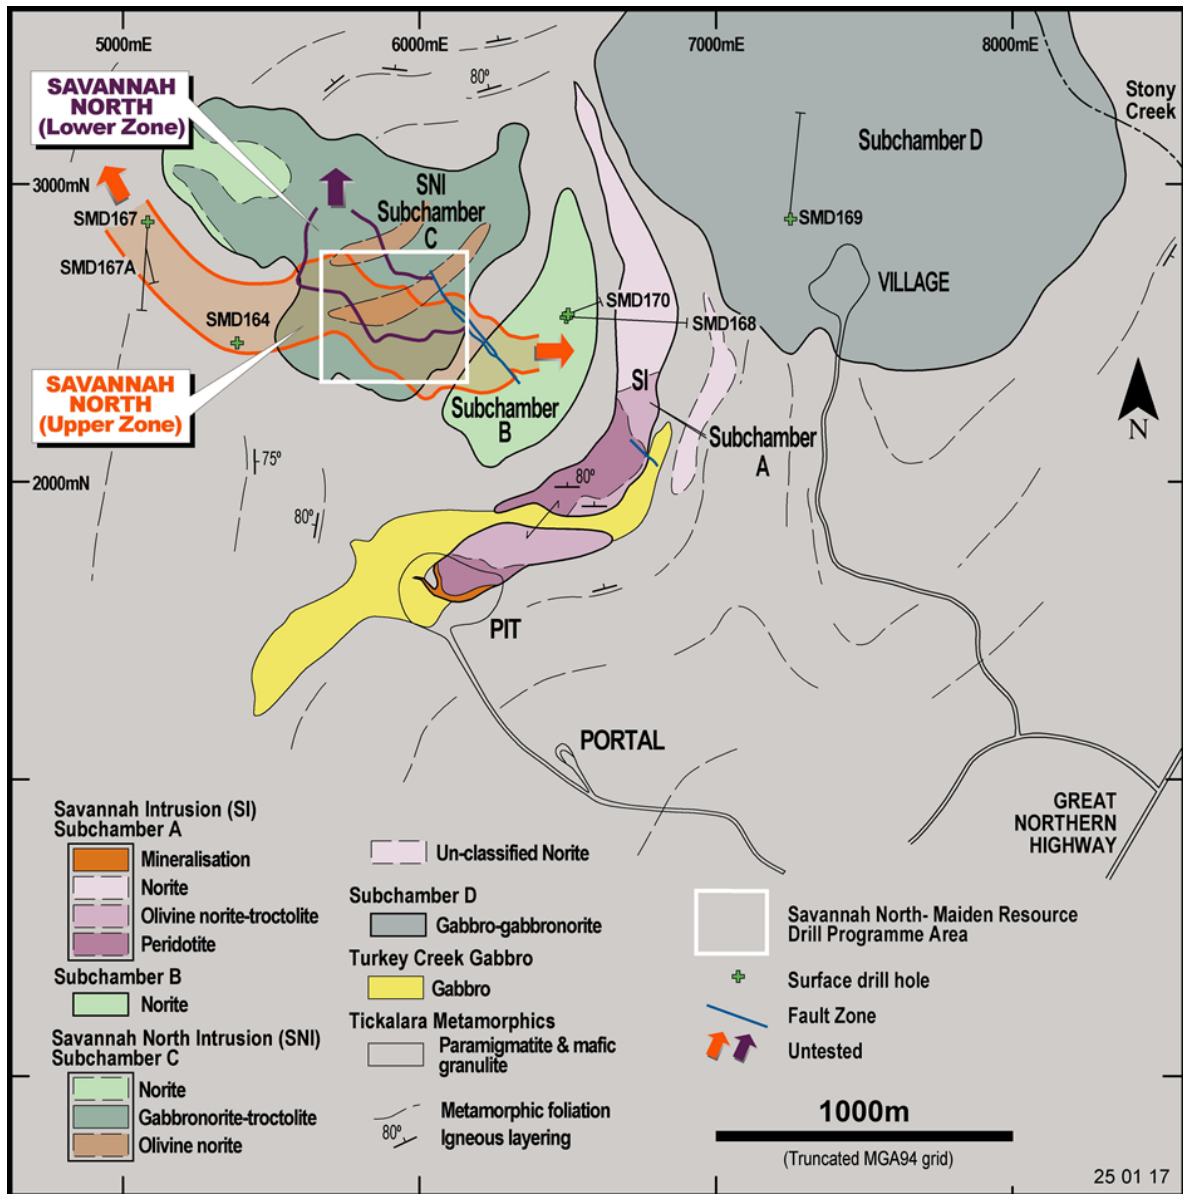 5000mE
6000mE
7000mE
8000mE
SAVANNAH
NORTH
(Lower Zone)
80º
Stony
Creek
Subchamber D
3000mN
SNI
Subchamber
C
SMD167
SMD169
SMD167A
VILLAGE
SMD170
SMD164
SMD168
SAVANNAH
NORTH
(Upper Zone)
SI
Subchamber
B
Subchamber
A
N
75º
2000mN
80º
80º
PIT
PORTAL
GREAT
NORTHERN
HIGHWAY
Savannah Intrusion (SI)
Subchamber A
Mineralisation
Norite
Olivine norite-troctolite
Peridotite
Subchamber B
Norite
Savannah North Intrusion (SNI)
Subchamber C
Norite
Gabbronorite-troctolite
Olivine norite
Un-classified Norite
Subchamber D
Gabbro-gabbronorite
Turkey Creek Gabbro
Gabbro
Tickalara Metamorphics
Paramigmatite & mafic
granulite
Metamorphic foliation
80º
Igneous layering
Savannah North- Maiden Resource
Drill Programme Area
Surface drill hole
Fault Zone
Untested
1000m
(Truncated MGA94 grid)
25 01 17